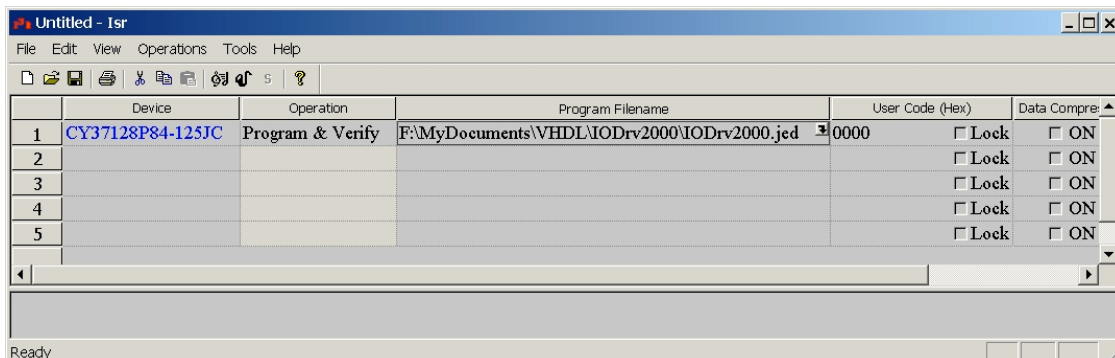 Untitled - Isr
File Edit View Operations Tools Help
S
Device Operation Program Filename User Code (Hex) Data Compre
1 CY37128P84-125JC Program & Verify F:\MyDocuments\VHDL\IODrv2000\IODrv2000.jed 0000 Lock ON
2 Lock ON
3 Lock ON
4 Lock ON
5 Lock ON
Ready